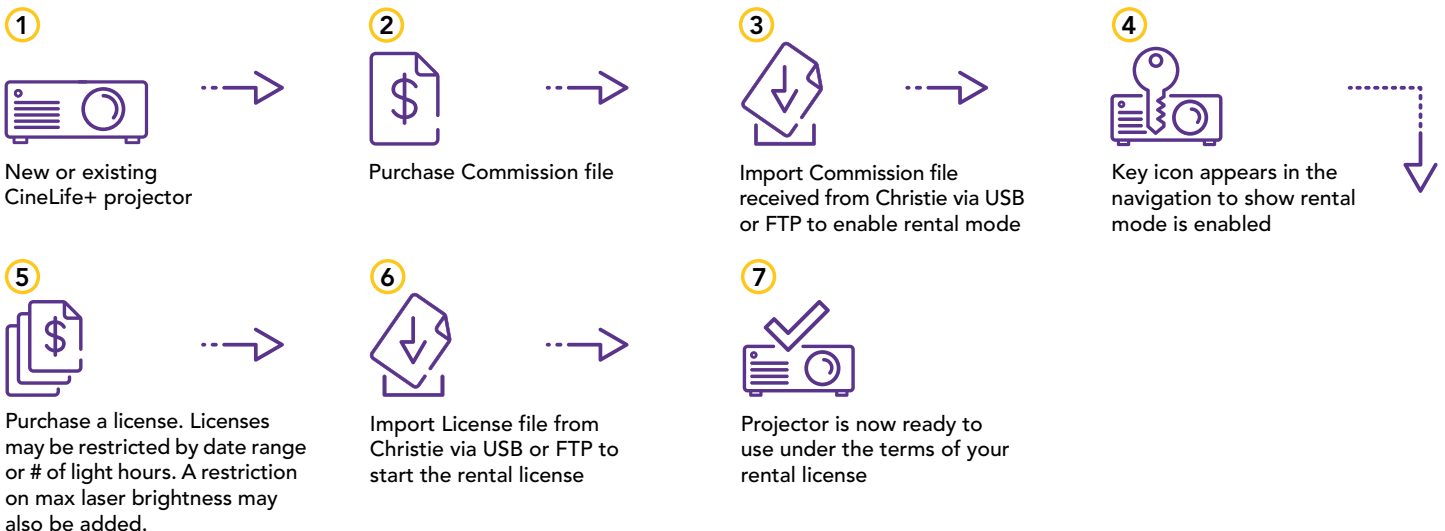 1
New or existing
CineLife+ projector
2
$
Purchase Commission file
3
Import Commission file
received from Christie via USB
or FTP to enable rental mode
4
Key icon appears in the
navigation to show rental
mode is enabled
5
$
Purchase a license. Licenses
may be restricted by date range
or # of light hours. A restriction
on max laser brightness may
also be added.
6
Import License file from
Christie via USB or FTP to
start the rental license
7
Projector is now ready to
use under the terms of your
rental license